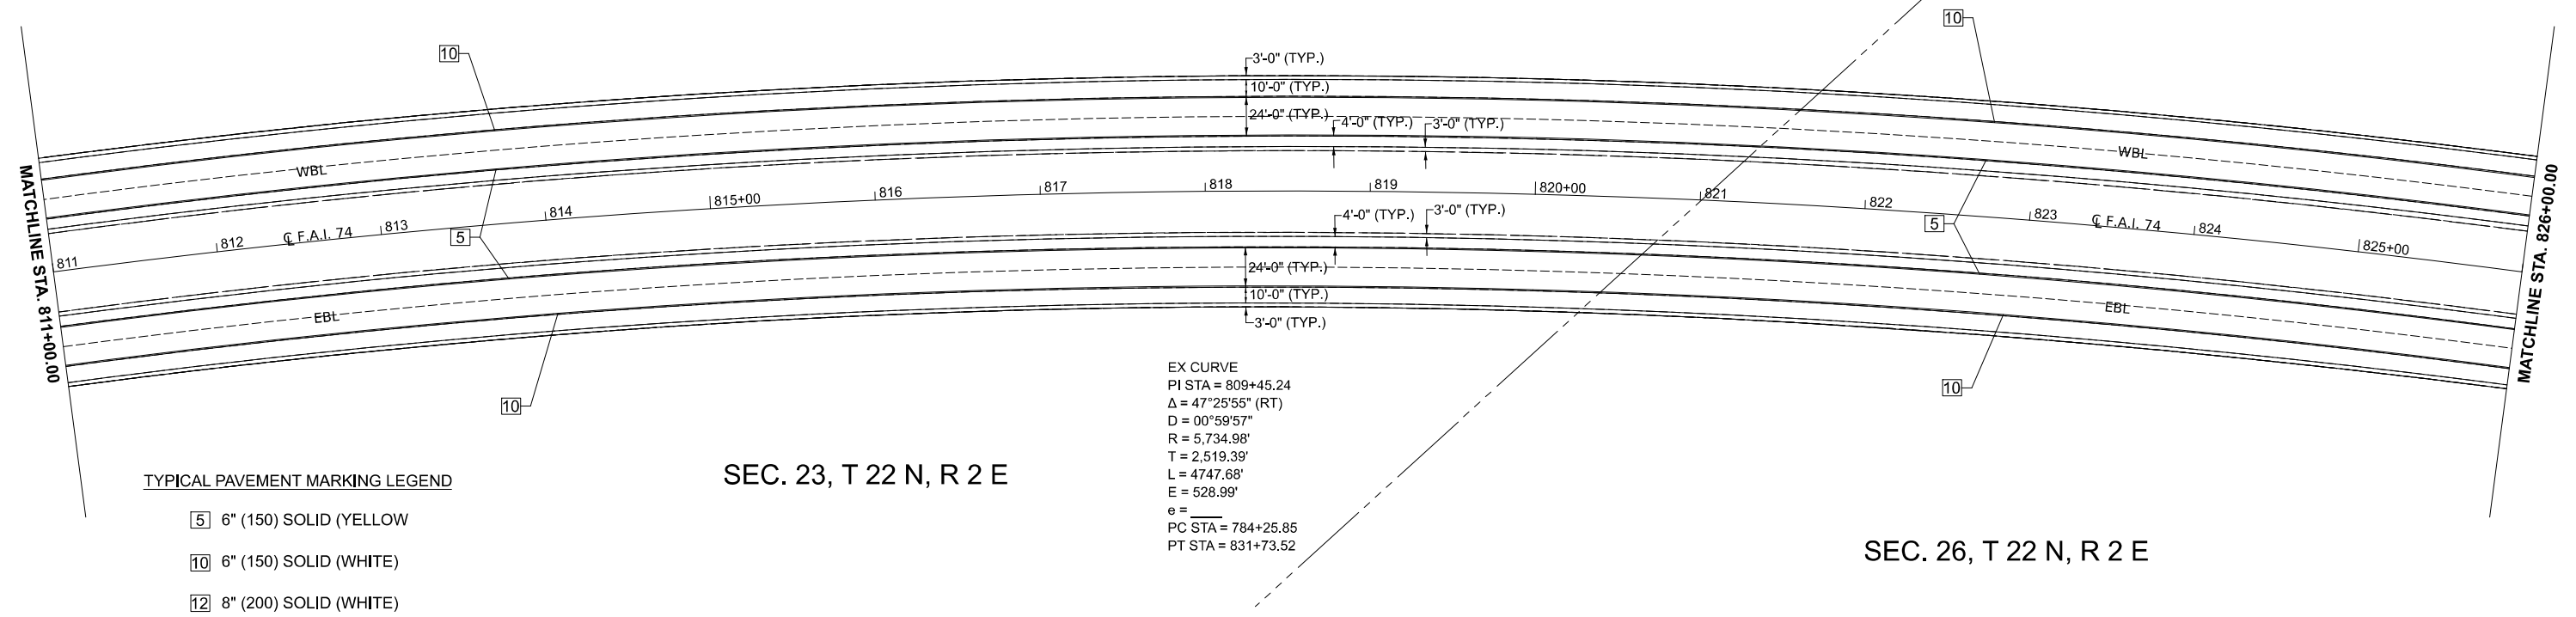 10
10
3'-0" (TYP.)
10'-0" (TYP.)
24'-0" (TYP.)
4'-0" (TYP.)
3'-0" (TYP.)
WBL
WBL
MATCHLINE STA. 811+00.00
MATCHLINE STA. 826+00.00
811
812
℄ F.A.I. 74
813
814
815+00
816
817
818
819
820+00
821
822
823
℄ F.A.I. 74
824
825+00
5
5
4'-0" (TYP.)
3'-0" (TYP.)
24'-0" (TYP.)
10'-0" (TYP.)
3'-0" (TYP.)
EBL
EBL
10
10
EX CURVE
PI STA = 809+45.24
Δ = 47°25'55" (RT)
D = 00°59'57"
R = 5,734.98'
T = 2,519.39'
L = 4747.68'
E = 528.99'
e = ____
PC STA = 784+25.85
PT STA = 831+73.52
SEC. 23, T 22 N, R 2 E
SEC. 26, T 22 N, R 2 E
TYPICAL PAVEMENT MARKING LEGEND
5 6" (150) SOLID (YELLOW
10 6" (150) SOLID (WHITE)
12 8" (200) SOLID (WHITE)